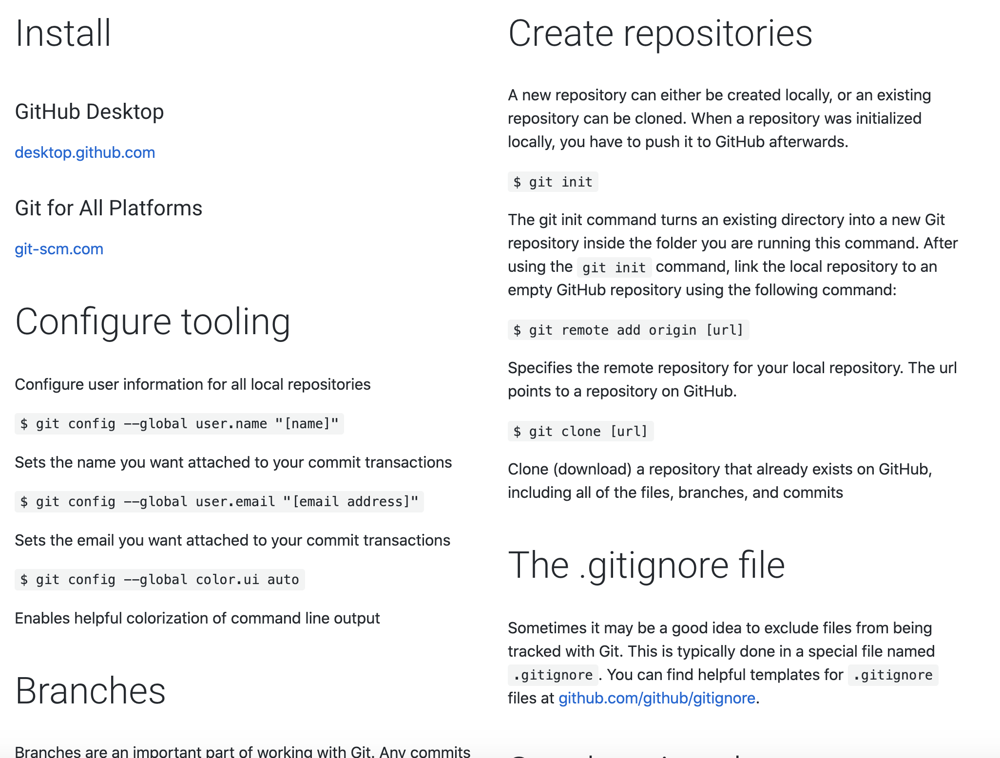 Install
GitHub Desktop
desktop.github.com
Git for All Platforms
git-scm.com
Configure tooling
Configure user information for all local repositories
$ git config --global user.name "[name]"
Sets the name you want attached to your commit transactions
$ git config --global user.email "[email address]"
Sets the email you want attached to your commit transactions
$ git config --global color.ui auto
Enables helpful colorization of command line output
Branches
Branches are an important part of working with Git. Any commits
Create repositories
A new repository can either be created locally, or an existing
repository can be cloned. When a repository was initialized
locally, you have to push it to GitHub afterwards.
$ git init
The git init command turns an existing directory into a new Git
repository inside the folder you are running this command. After
using the git init command, link the local repository to an
empty GitHub repository using the following command:
$ git remote add origin [url]
Specifies the remote repository for your local repository. The url
points to a repository on GitHub.
$ git clone [url]
Clone (download) a repository that already exists on GitHub,
including all of the files, branches, and commits
The .gitignore file
Sometimes it may be a good idea to exclude files from being
tracked with Git. This is typically done in a special file named
.gitignore. You can find helpful templates for .gitignore
files at github.com/github/gitignore.